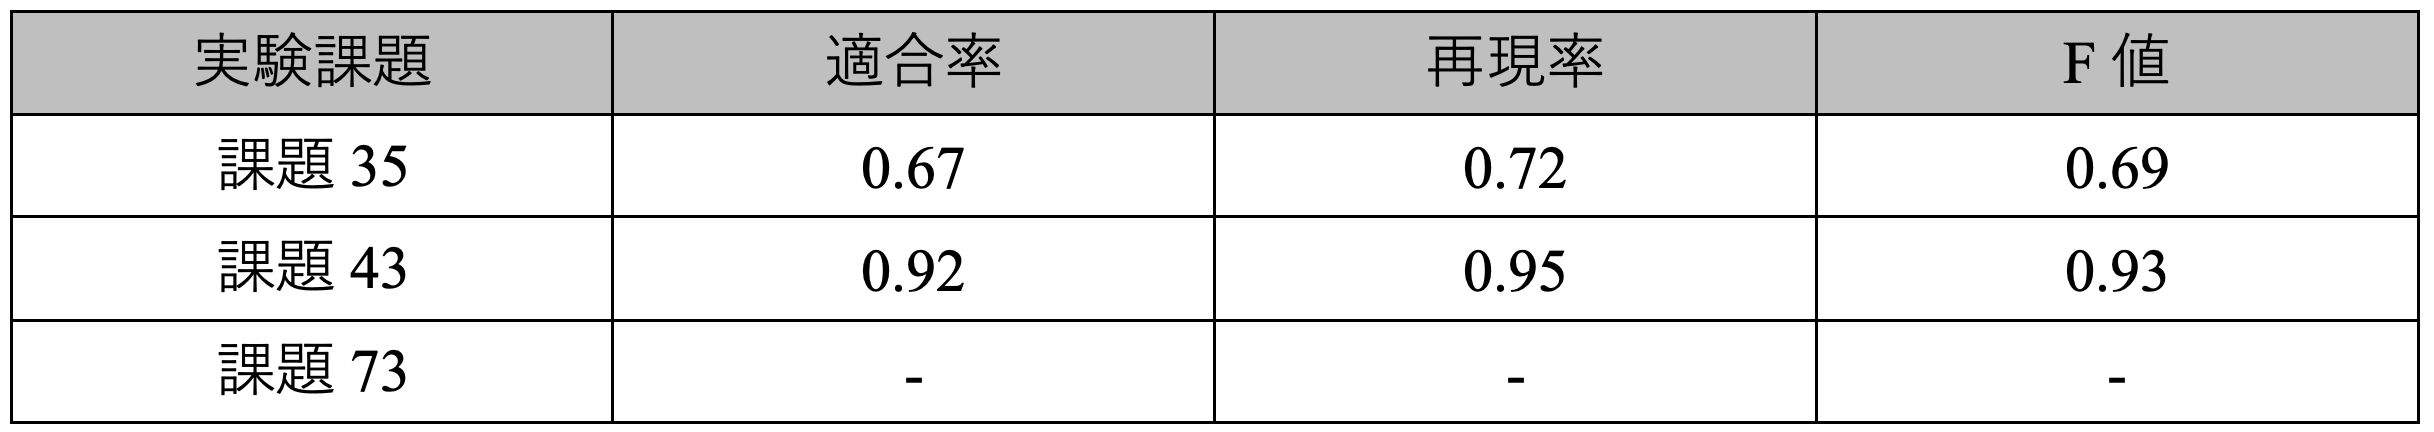 実験課題 適合率 再現率 F 値
課題 35 0.67 0.72 0.69
課題 43 0.92 0.95 0.93
課題 73 - - -